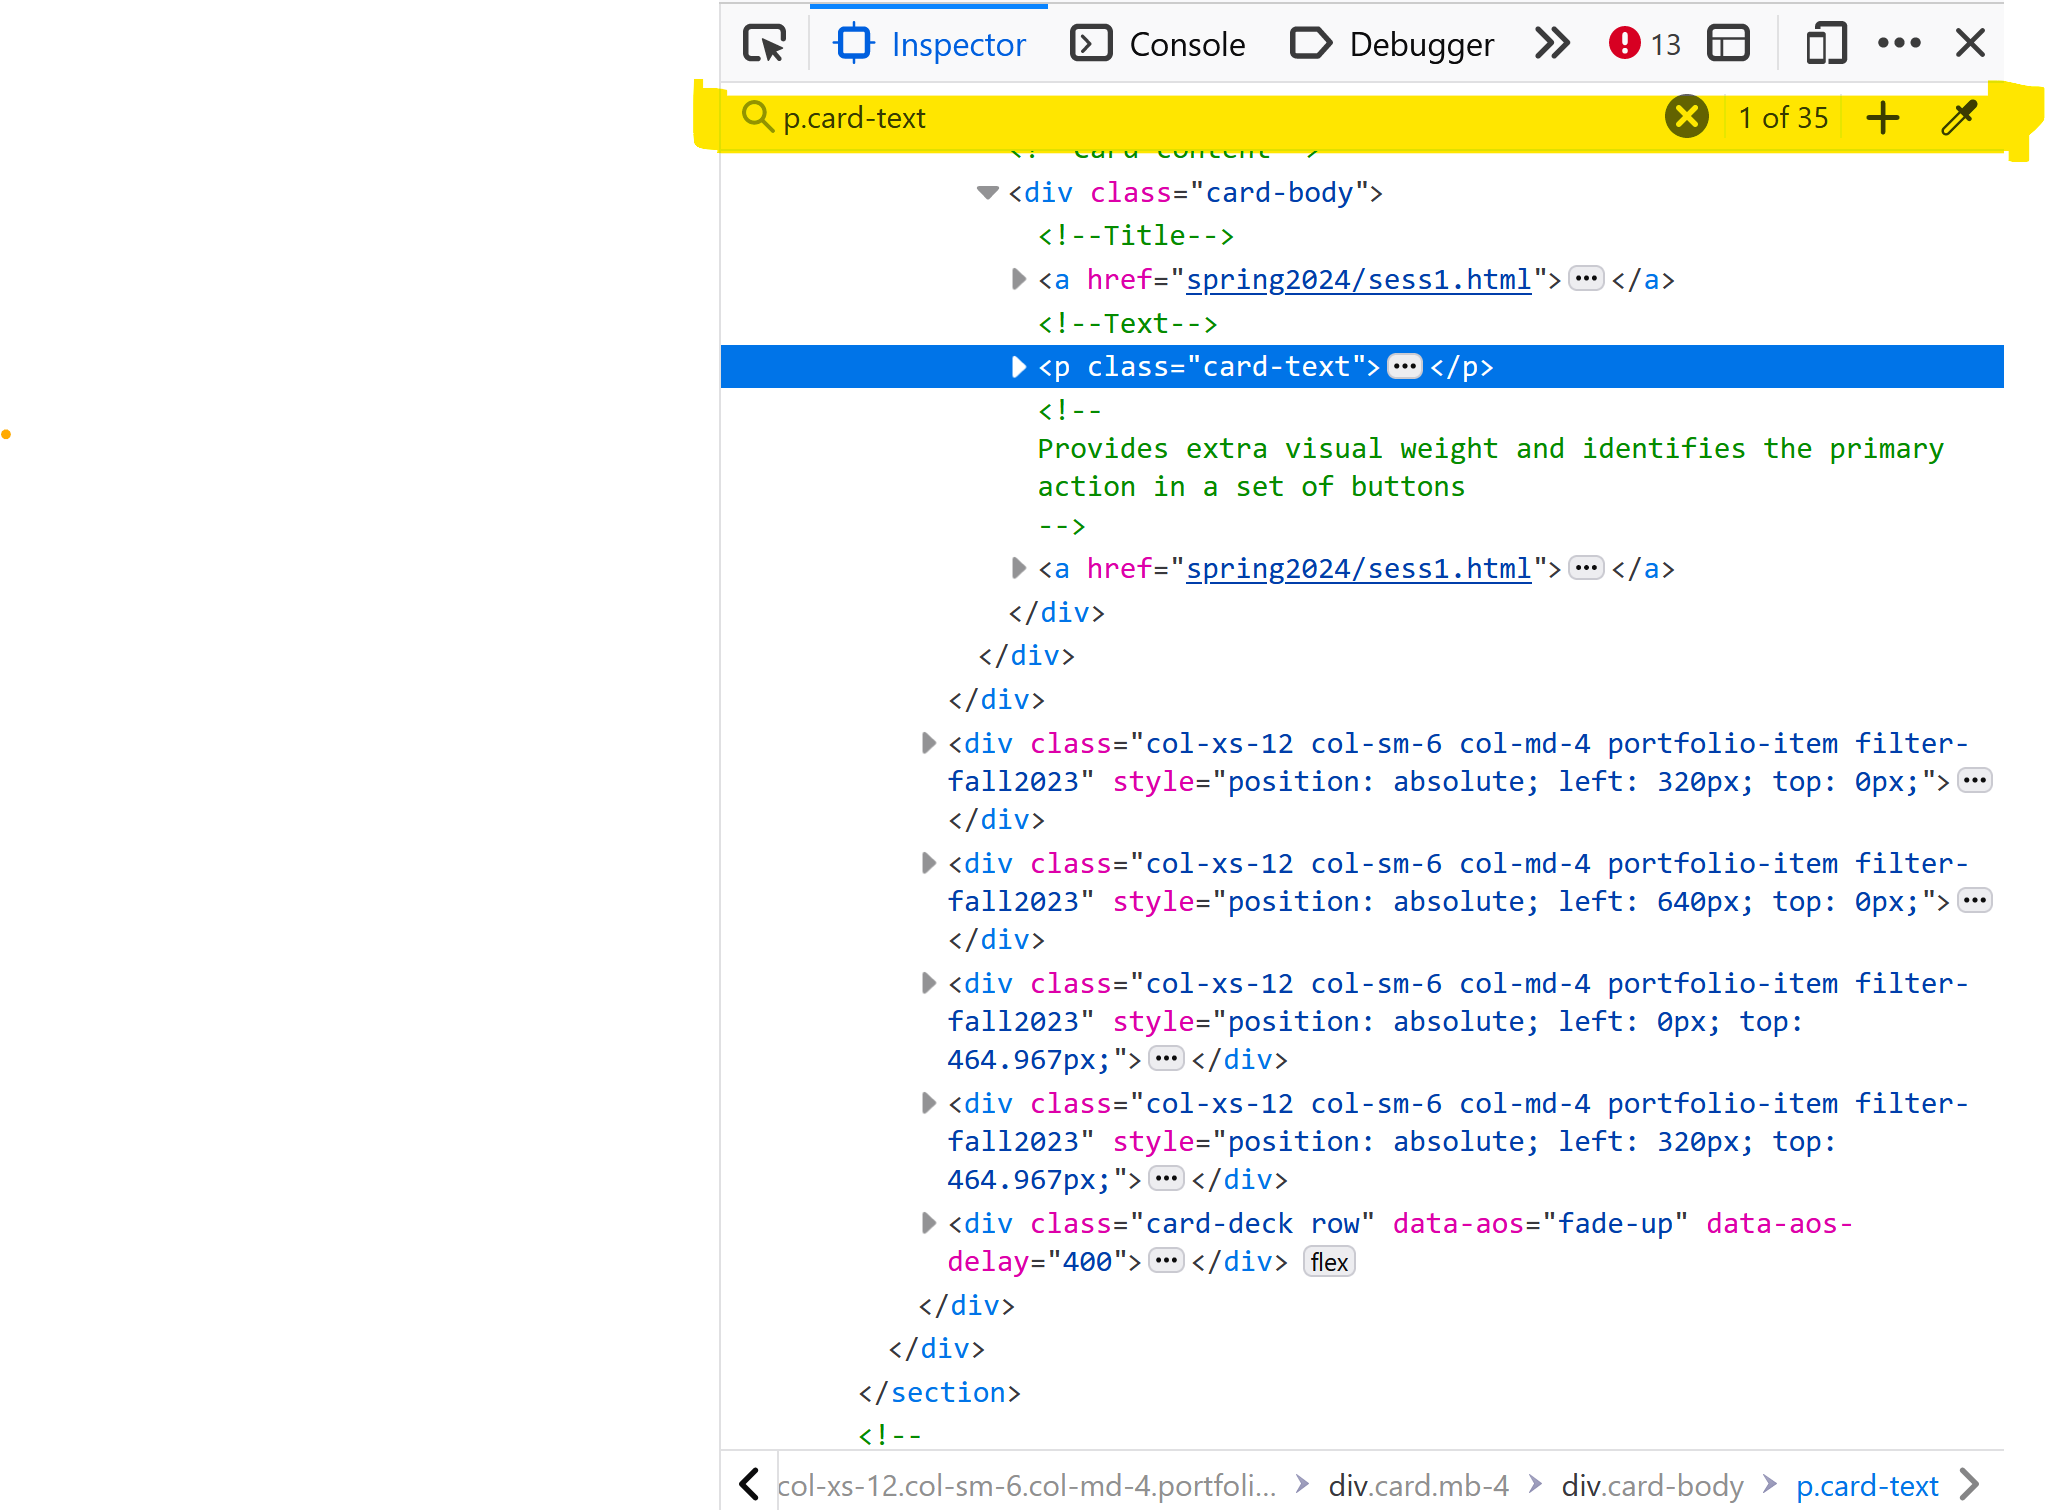 Inspector Console Debugger 13
p.card-text 1 of 35
<!--Card content-->
<div class="card-body">
<!--Title-->
<a href="spring2024/sess1.html">…</a>
<!--Text-->
<p class="card-text">…</p>
<!--
Provides extra visual weight and identifies the primary
action in a set of buttons
-->
<a href="spring2024/sess1.html">…</a>
</div>
</div>
</div>
<div class="col-xs-12 col-sm-6 col-md-4 portfolio-item filter-
fall2023" style="position: absolute; left: 320px; top: 0px;">…
</div>
<div class="col-xs-12 col-sm-6 col-md-4 portfolio-item filter-
fall2023" style="position: absolute; left: 640px; top: 0px;">…
</div>
<div class="col-xs-12 col-sm-6 col-md-4 portfolio-item filter-
fall2023" style="position: absolute; left: 0px; top:
464.967px;">…</div>
<div class="col-xs-12 col-sm-6 col-md-4 portfolio-item filter-
fall2023" style="position: absolute; left: 320px; top:
464.967px;">…</div>
<div class="card-deck row" data-aos="fade-up" data-aos-
delay="400">…</div> flex
</div>
</div>
</section>
<!--
col-xs-12.col-sm-6.col-md-4.portfoli… div.card.mb-4 div.card-body p.card-text